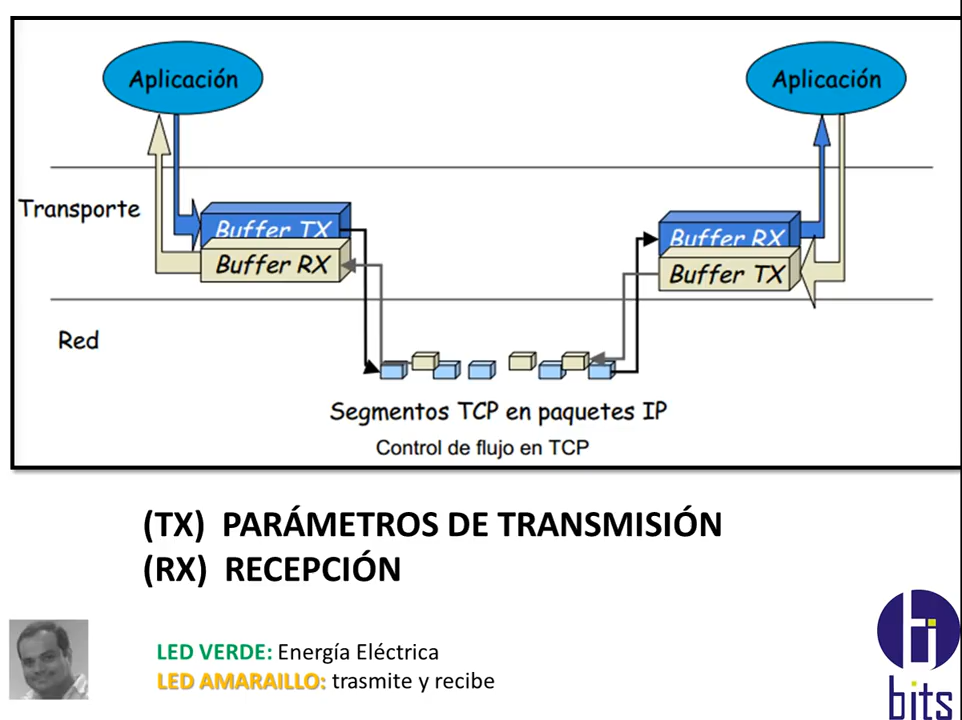 Aplicación
Aplicación
Transporte
Buffer TX
Buffer RX
Buffer RX
Buffer TX
Red
Segmentos TCP en paquetes IP
Control de flujo en TCP
(TX) PARÁMETROS DE TRANSMISIÓN
(RX) RECEPCIÓN
LED VERDE: Energía Eléctrica
LED AMARAILLO: trasmite y recibe
bits